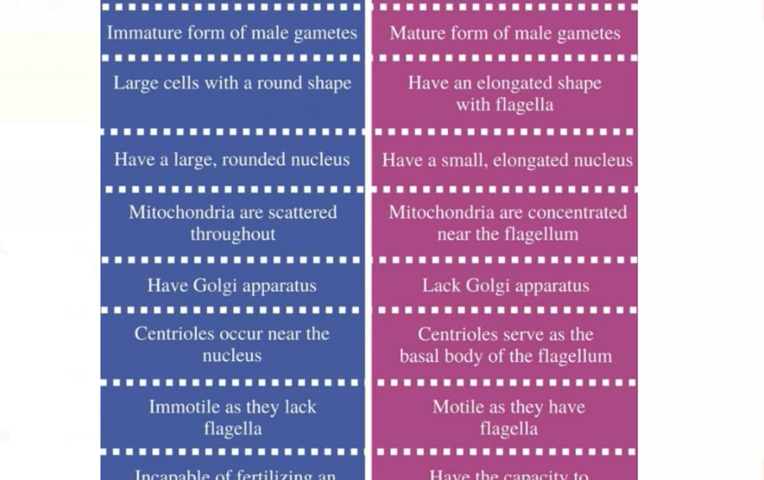 Immature form of male gametes
Mature form of male gametes
Large cells with a round shape
Have an elongated shape
with flagella
Have a large, rounded nucleus
Have a small, elongated nucleus
Mitochondria are scattered
throughout
Mitochondria are concentrated
near the flagellum
Have Golgi apparatus
Lack Golgi apparatus
Centrioles occur near the
nucleus
Centrioles serve as the
basal body of the flagellum
Immotile as they lack
flagella
Motile as they have
flagella
Incapable of fertilizing an
Have the capacity to